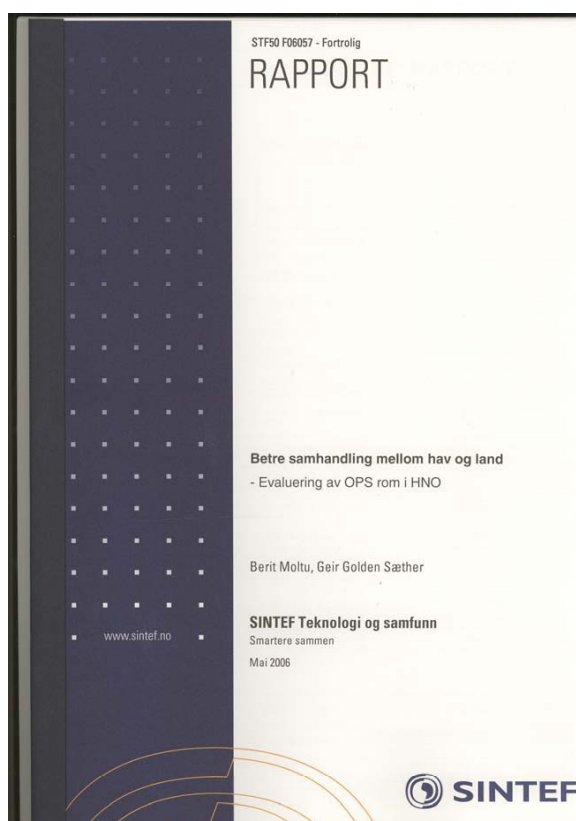 STF50 F06057 - Fortrolig
RAPPORT
Betre samhandling mellom hav og land
- Evaluering av OPS rom i HNO
Berit Moltu, Geir Golden Sæther
SINTEF Teknologi og samfunn
Smartere sammen
Mai 2006
www.sintef.no
SINTEF